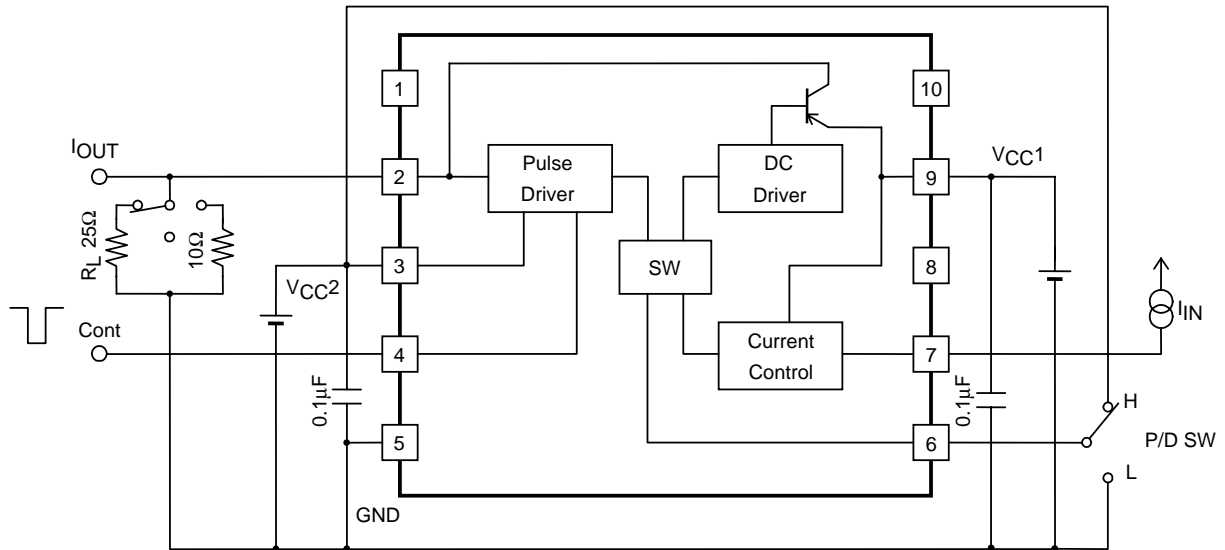 1
10
IOUT
Pulse
Driver
DC
Driver
VCC1
2
9
RL 25Ω
10Ω
SW
3
8
VCC2
IIN
Cont
4
Current
Control
7
0.1µF
0.1µF
H
5
6
P/D SW
L
GND